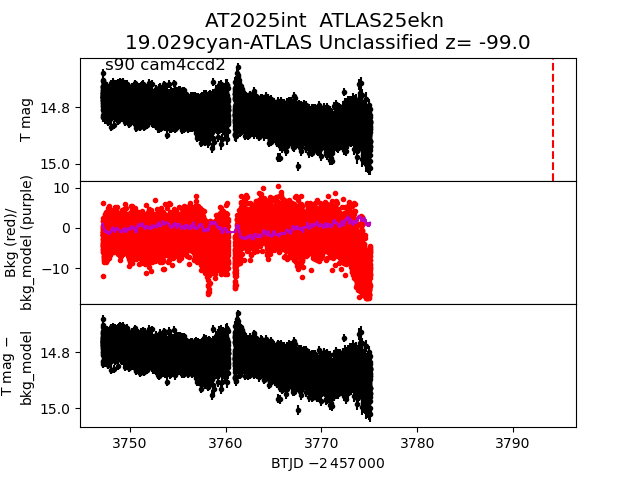 AT2025int  ATLAS25ekn
19.029cyan-ATLAS Unclassified z= -99.0
s90 cam4ccd2
T mag
14.8
15.0
Bkg (red)/
bkg_model (purple)
10
0
−10
T mag −
bkg_model
14.8
15.0
3750 3760 3770 3780 3790
BTJD −2 457 000